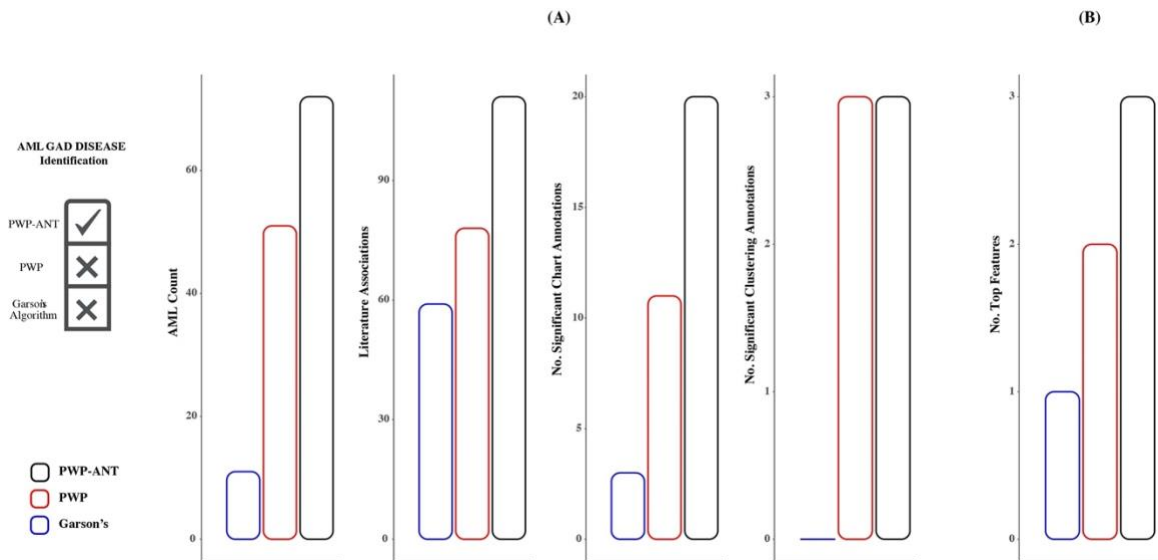 (A)
(B)
AML GAD DISEASE
Identification
PWP-ANT
PWP
Garson's
Algorithm
PWP-ANT
PWP
Garson's
AML Count
60
40
20
0
Literature Associations
90
60
30
0
No. Significant Chart Annotations
20
15
10
5
0
No. Significant Clustering Annotations
3
2
1
0
No. Top Features
3
2
1
0